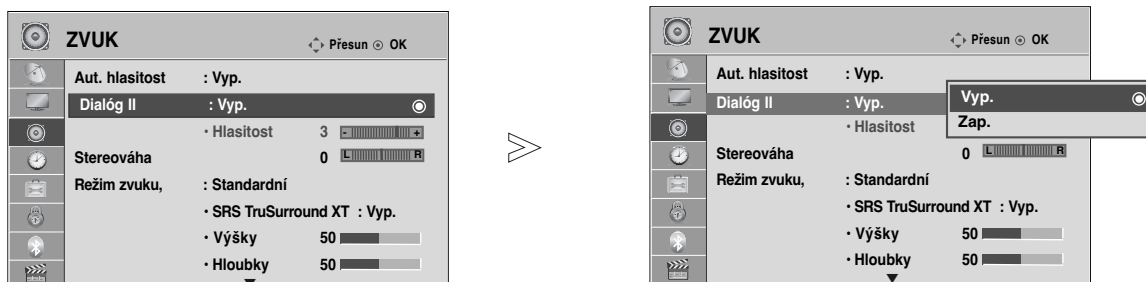 ZVUK Přesun OK
Aut. hlasitost : Vyp.
Dialóg II : Vyp.
• Hlasitost 3 - +
Stereováha 0 L R
Režim zvuku, : Standardní
• SRS TruSurround XT : Vyp.
• Výšky 50
• Hloubky 50
ZVUK Přesun OK
Aut. hlasitost : Vyp.
Dialóg II : Vyp.
Vyp.
Zap.
• Hlasitost
Stereováha 0 L R
Režim zvuku, : Standardní
• SRS TruSurround XT : Vyp.
• Výšky 50
• Hloubky 50